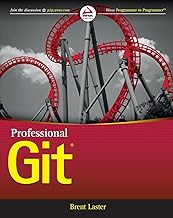 Join the discussion @ p2p.wrox.com
Wrox Programmer to Programmer™
Professional
Git®
Brent Laster